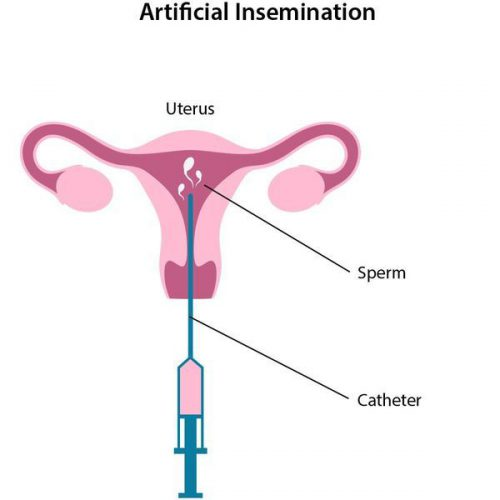 Artificial Insemination
Uterus
Sperm
Catheter